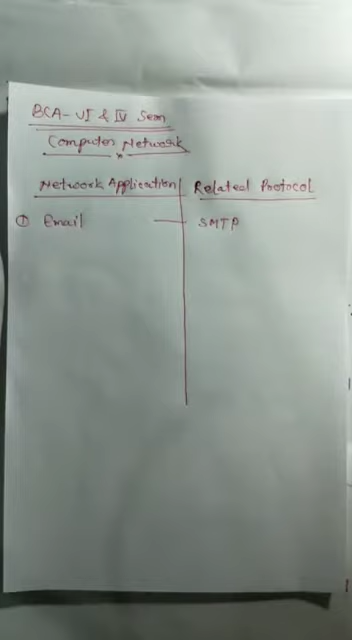 BCA - VI & IV Sem
Computer Network
Network Application Related Protocol
① Email — SMTP